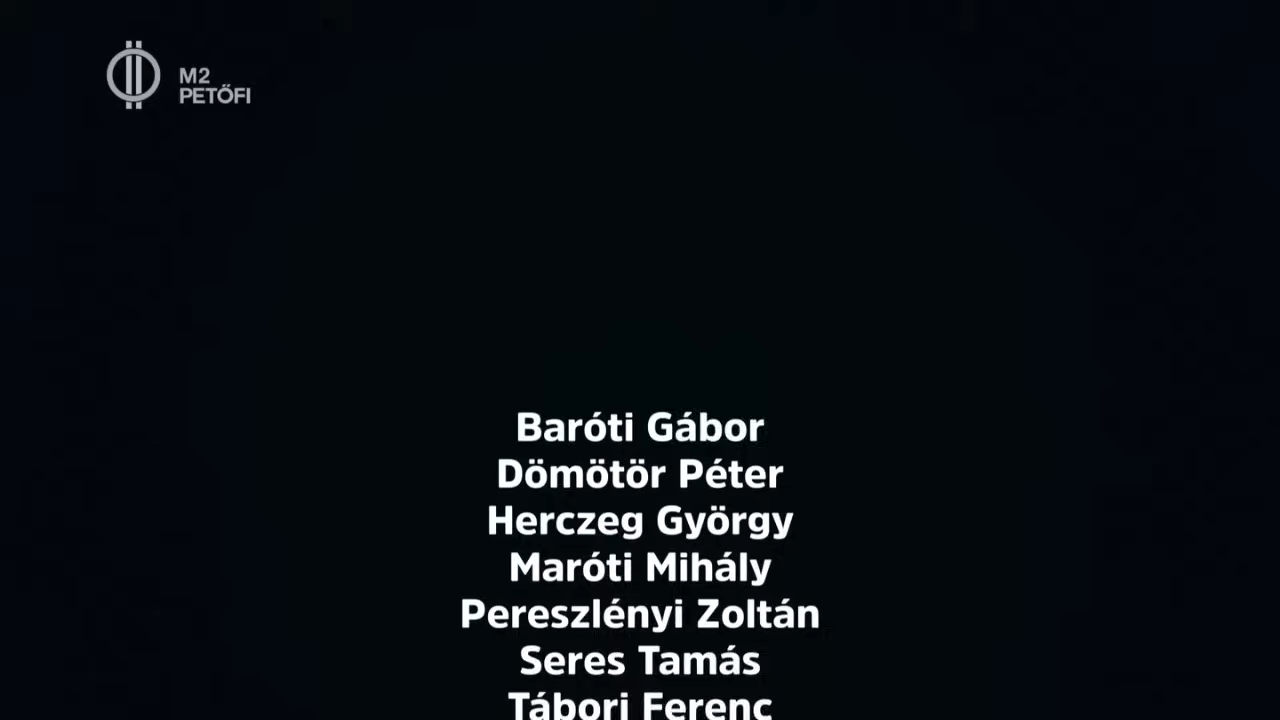 M2
PETŐFI
Baróti Gábor
Dömötör Péter
Herczeg György
Maróti Mihály
Pereszlényi Zoltán
Seres Tamás
Tábori Ferenc